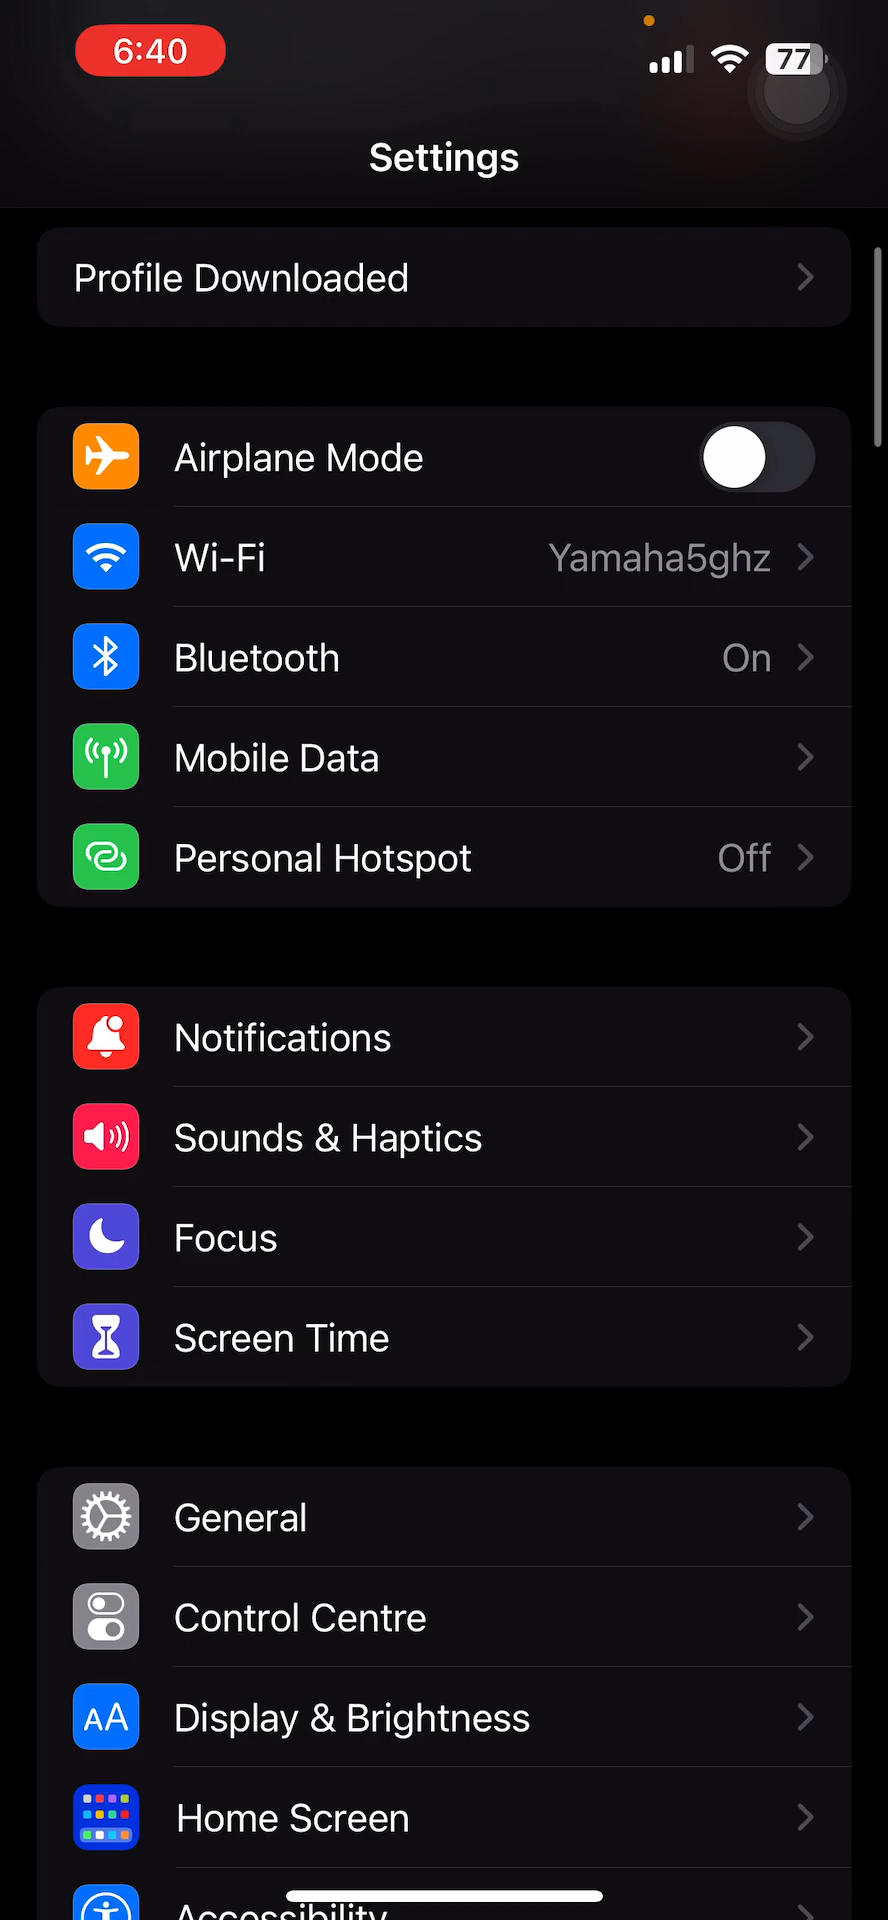 6:40
77
Settings
Profile Downloaded
Airplane Mode
Wi-Fi Yamaha5ghz
Bluetooth On
Mobile Data
Personal Hotspot Off
Notifications
Sounds & Haptics
Focus
Screen Time
General
Control Centre
AA Display & Brightness
Home Screen
Accessibility